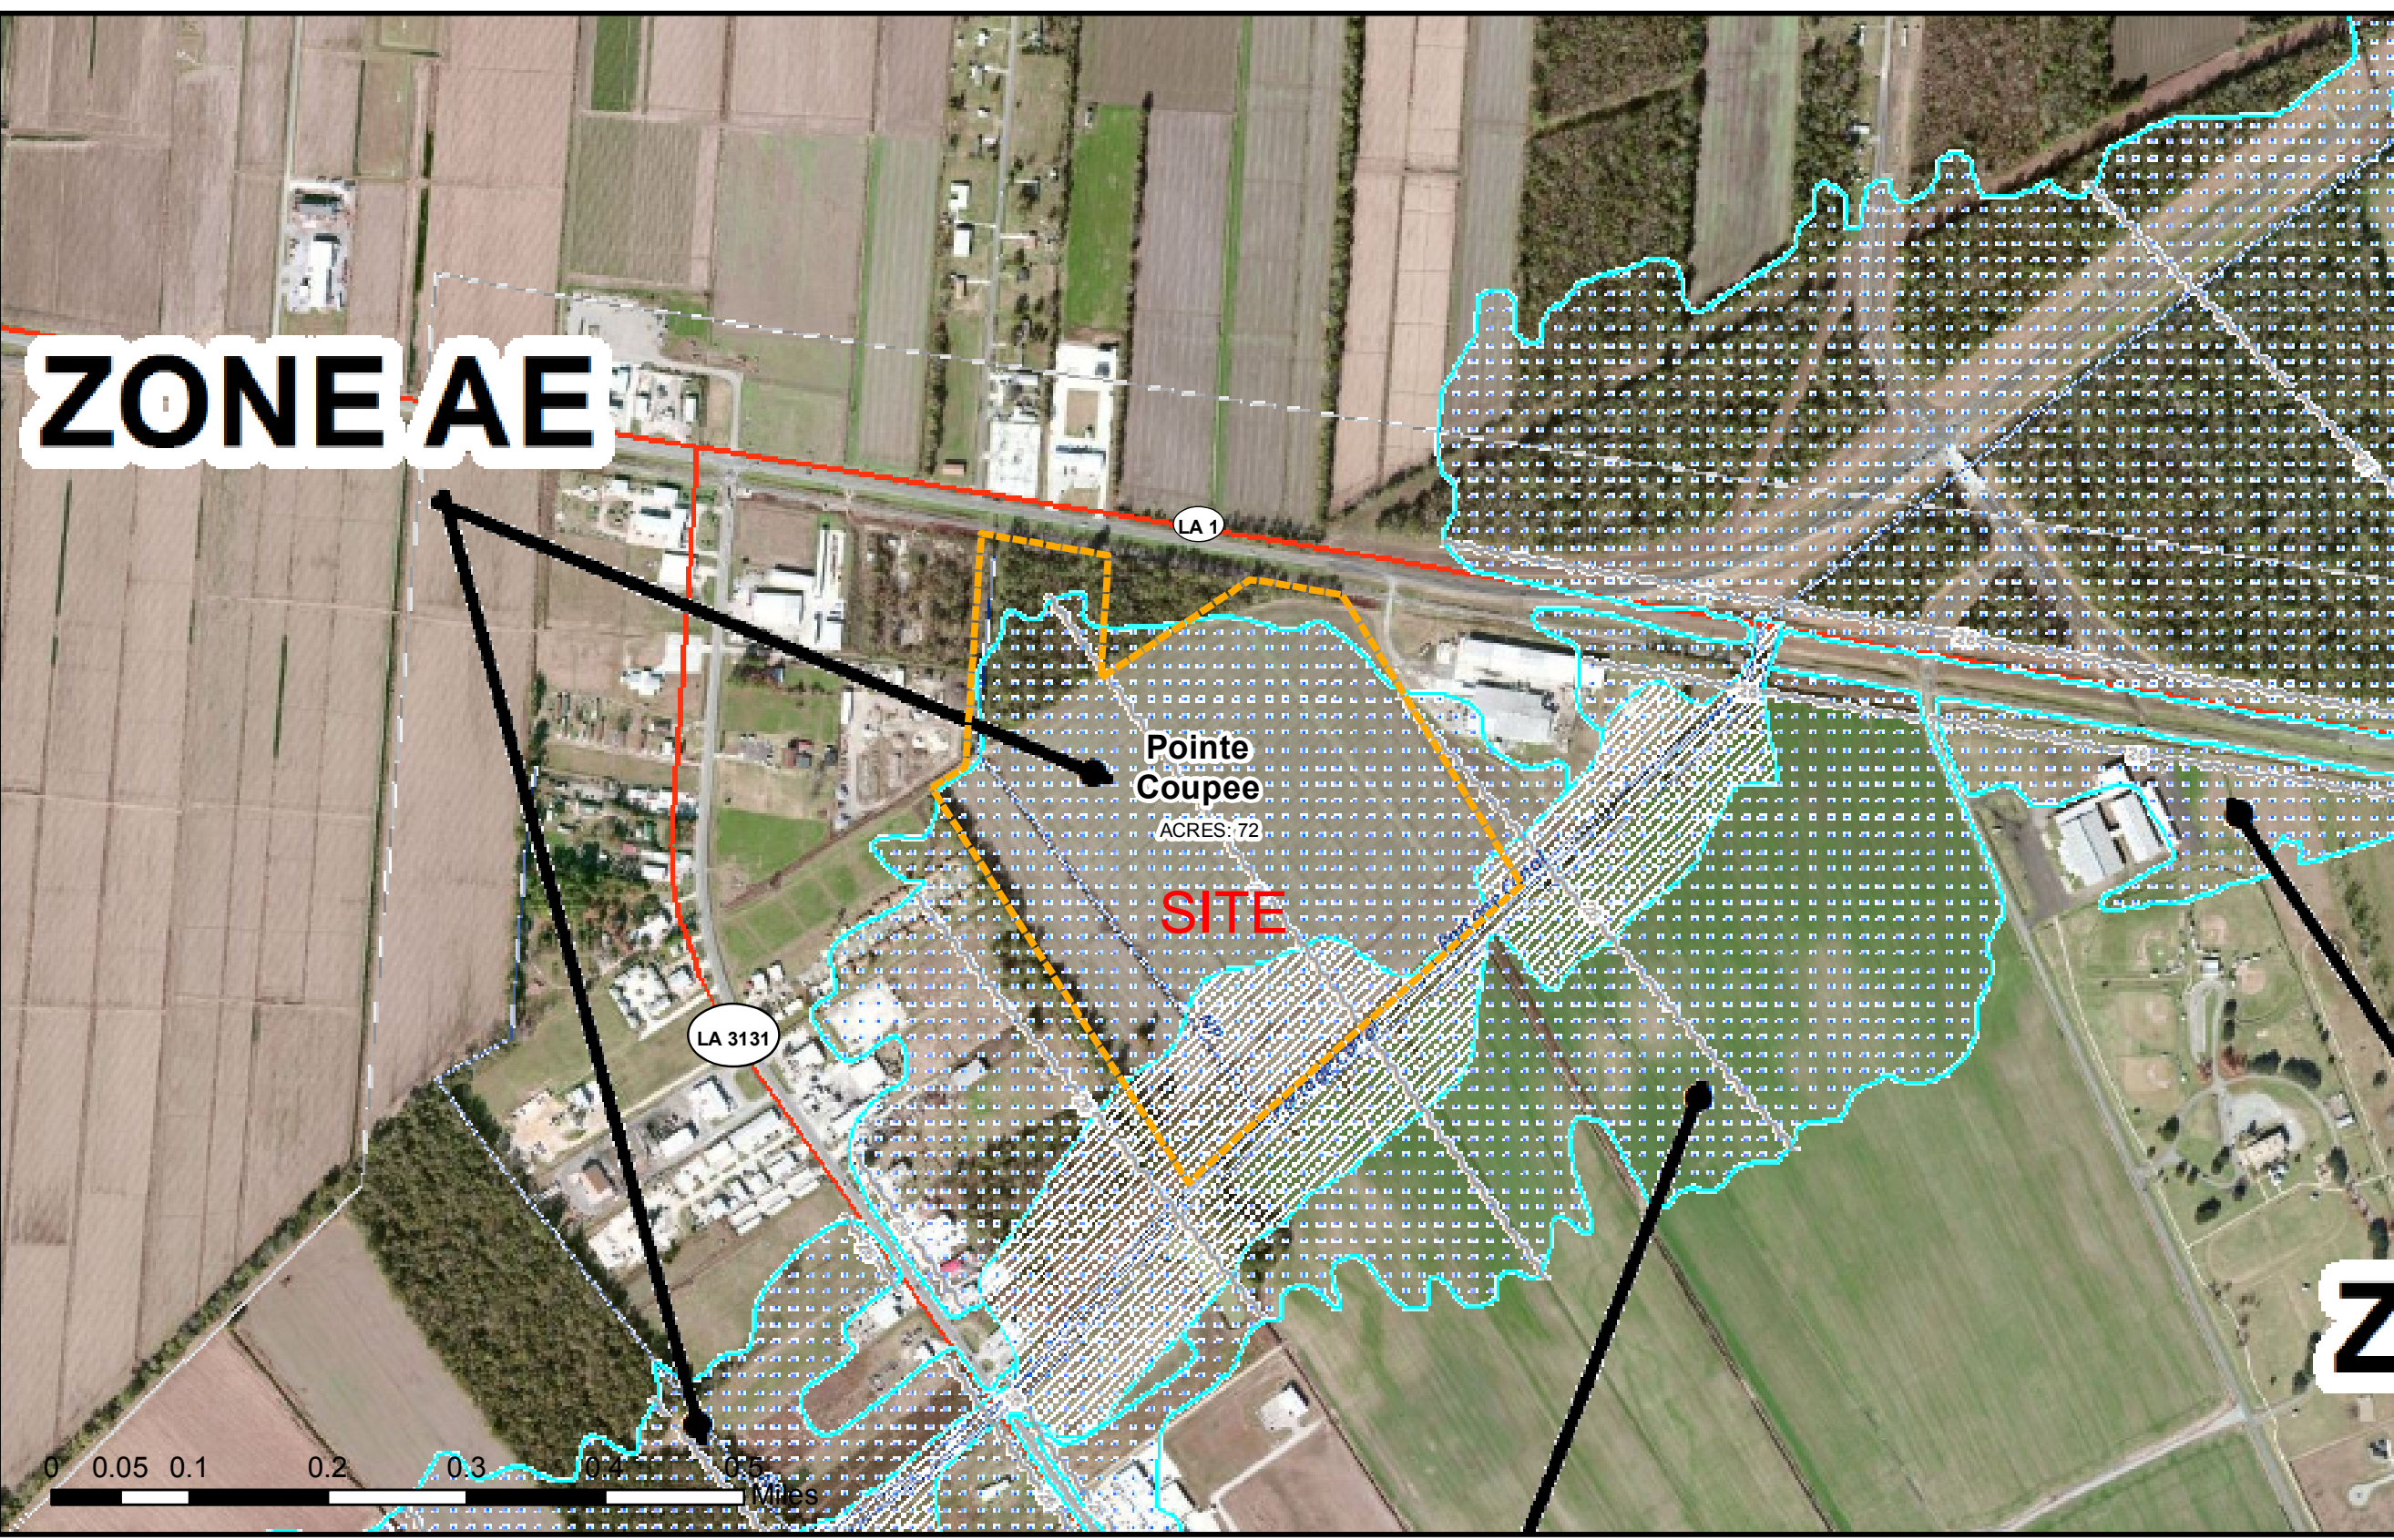 ZONE AE
LA 1
Pointe
Coupee
ACRES: 72
SITE
LA 3131
Z
0 0.05 0.1 0.2 0.3 0.4 0.5
Miles